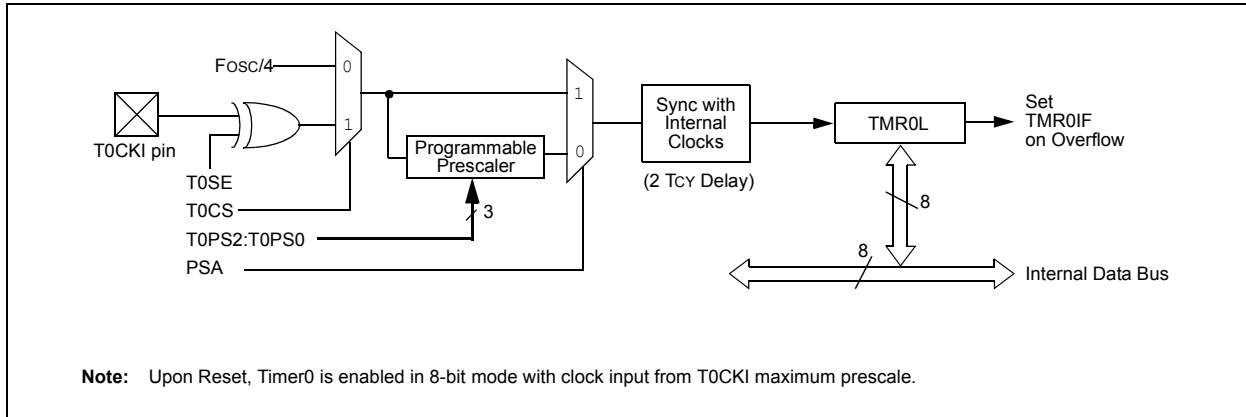 Fosc/4
0
1
T0CKI pin
T0SE
T0CS
T0PS2:T0PS0
PSA
Programmable
Prescaler
3
1
0
Sync with
Internal
Clocks
(2 TCY Delay)
TMR0L
Set
TMR0IF
on Overflow
8
8
Internal Data Bus
Note: Upon Reset, Timer0 is enabled in 8-bit mode with clock input from T0CKI maximum prescale.